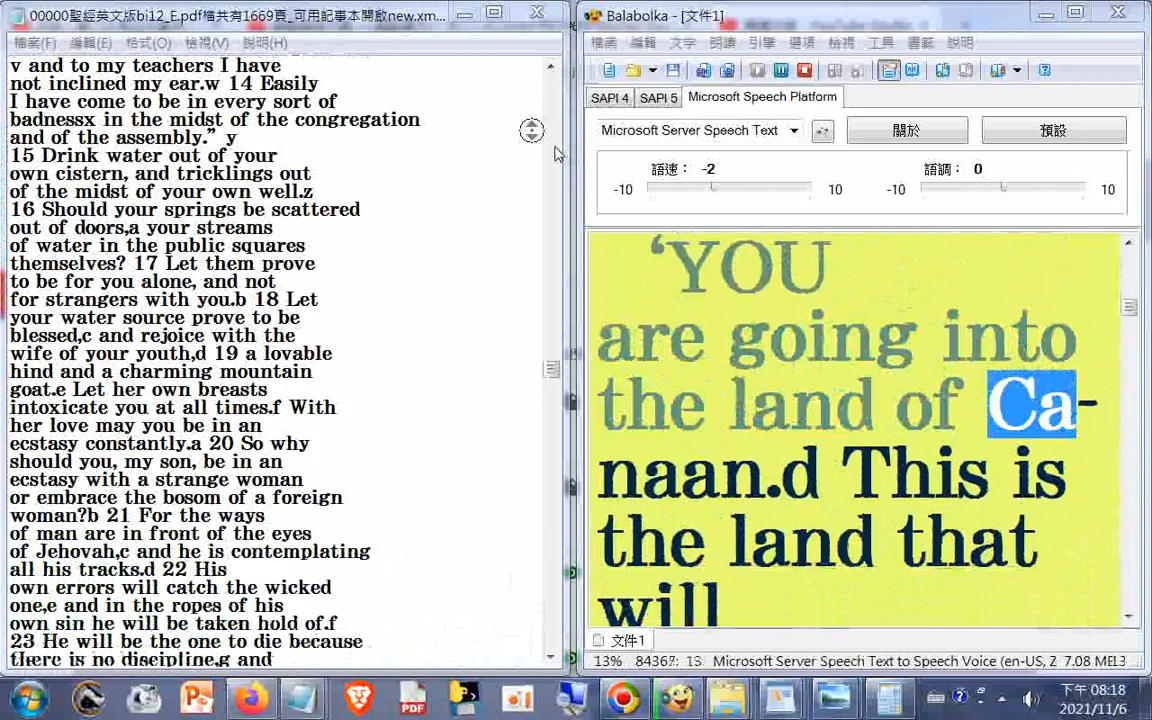 00000聖經英文版bi12_E.pdf檔共有1669頁_可用記事本開啟new.xm...
檔案(F) 編輯(E) 格式(O) 檢視(V) 說明(H)
y and to my teachers I have
not inclined my ear.w 14 Easily
I have come to be in every sort of
badnessx in the midst of the congregation
and of the assembly.” y
15 Drink water out of your
own cistern, and tricklings out
of the midst of your own well.z
16 Should your springs be scattered
out of doors,a your streams
of water in the public squares
themselves? 17 Let them prove
to be for you alone, and not
for strangers with you.b 18 Let
your water source prove to be
blessed,c and rejoice with the
wife of your youth,d 19 a lovable
hind and a charming mountain
goat.e Let her own breasts
intoxicate you at all times.f With
her love may you be in an
ecstasy constantly.a 20 So why
should you, my son, be in an
ecstasy with a strange woman
or embrace the bosom of a foreign
woman?b 21 For the ways
of man are in front of the eyes
of Jehovah,c and he is contemplating
all his tracks.d 22 His
own errors will catch the wicked
one,e and in the ropes of his
own sin he will be taken hold of.f
23 He will be the one to die because
there is no discipline,g and
Balabolka - [文件1]
檔案 編輯 文字 朗讀 引擎 選項 檢視 工具 書籤 說明
SAPI 4 SAPI 5 Microsoft Speech Platform
Microsoft Server Speech Text 關於 預設
語速： -2 語調： 0
-10 10 -10 10
‘YOU
are going into
the land of Ca-
naan.d This is
the land that
will
文件1
13% 84367: 13 Microsoft Server Speech Text to Speech Voice (en-US, 2 7.08 ME
PDF
下午 08:18
2021/11/6